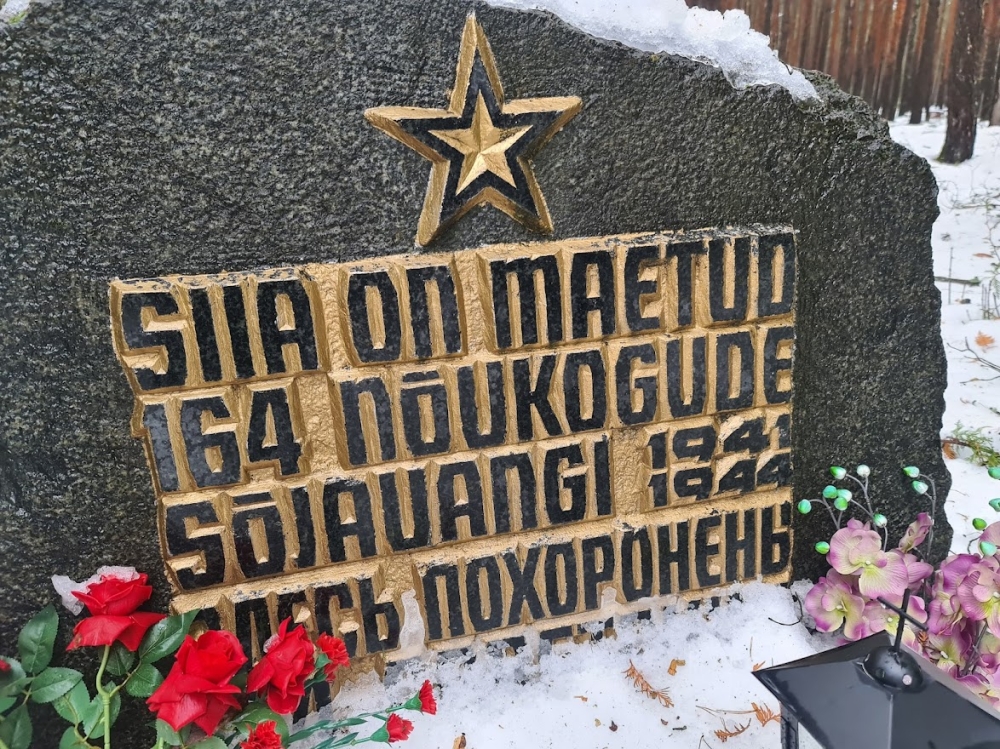 SIIA ON MAETUD
164 NÕUKOGUDE
SÕJAVANGI 1941
1944
ПОХОРОНЕНЬ